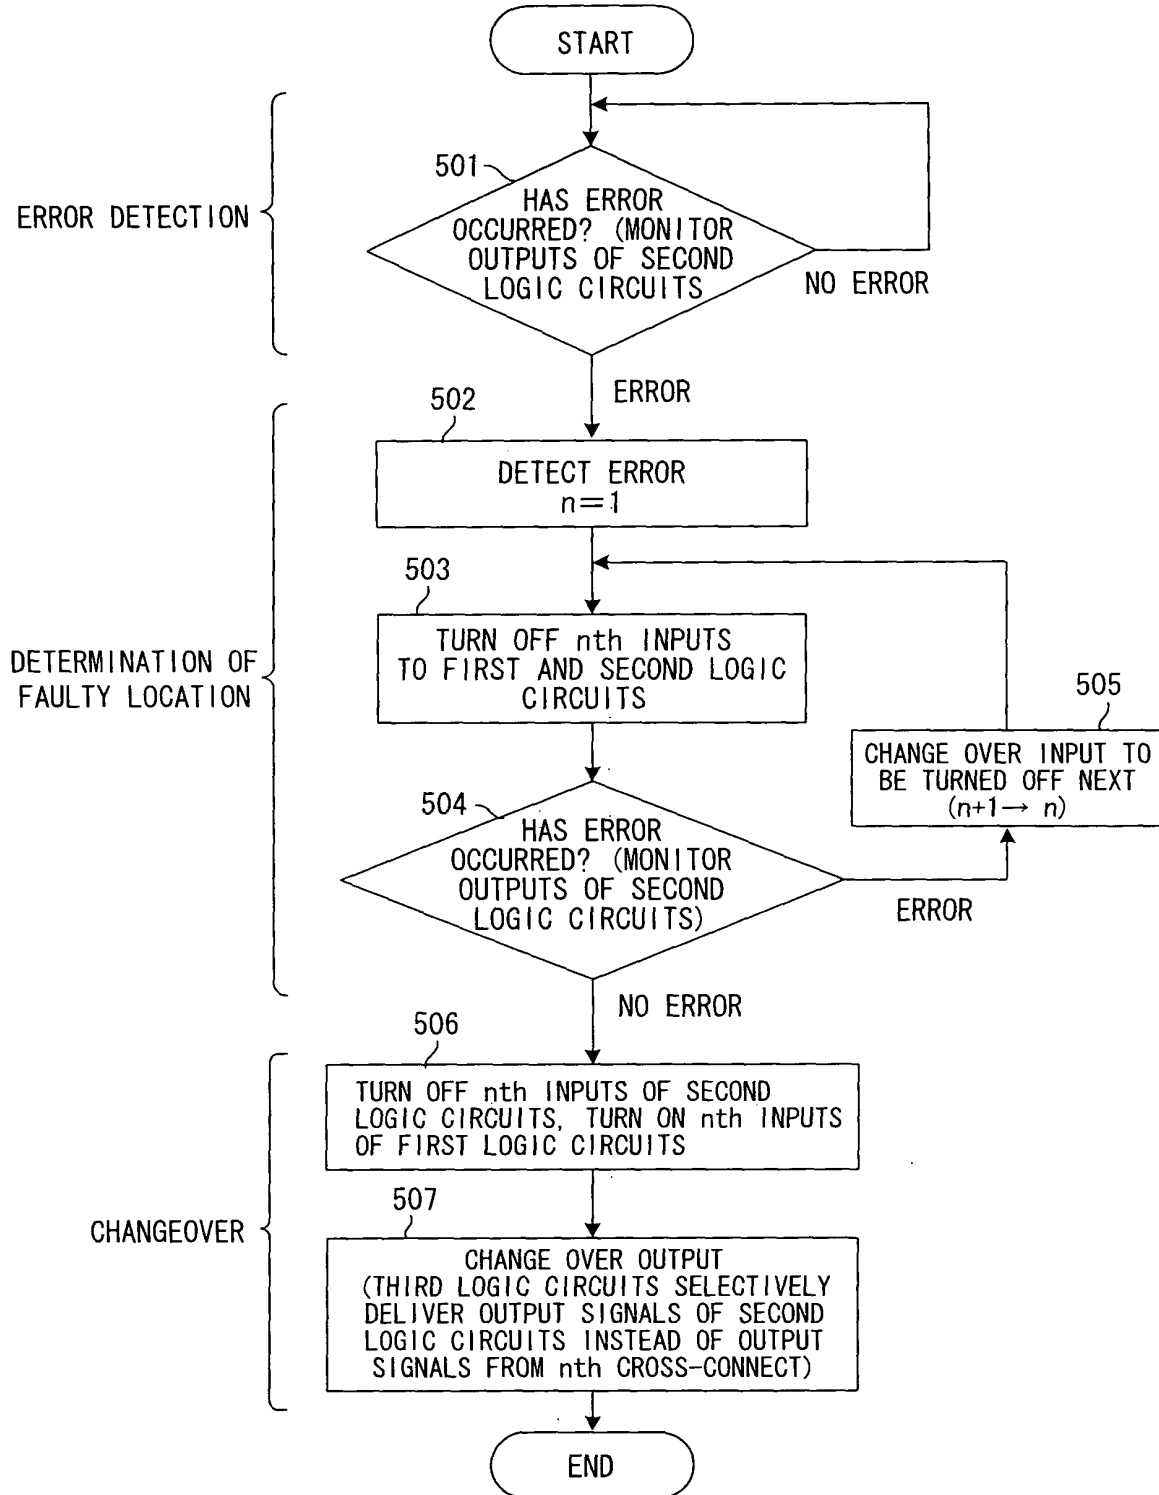 START
501
HAS ERROR
OCCURRED? (MONITOR
OUTPUTS OF SECOND
LOGIC CIRCUITS
NO ERROR
ERROR DETECTION
ERROR
502
DETECT ERROR
n=1
503
TURN OFF nth INPUTS
TO FIRST AND SECOND LOGIC
CIRCUITS
DETERMINATION OF
FAULTY LOCATION
505
CHANGE OVER INPUT TO
BE TURNED OFF NEXT
(n+1→ n)
504
HAS ERROR
OCCURRED? (MONITOR
OUTPUTS OF SECOND
LOGIC CIRCUITS)
ERROR
NO ERROR
506
TURN OFF nth INPUTS OF SECOND
LOGIC CIRCUITS, TURN ON nth INPUTS
OF FIRST LOGIC CIRCUITS
CHANGEOVER
507
CHANGE OVER OUTPUT
(THIRD LOGIC CIRCUITS SELECTIVELY
DELIVER OUTPUT SIGNALS OF SECOND
LOGIC CIRCUITS INSTEAD OF OUTPUT
SIGNALS FROM nth CROSS-CONNECT)
END